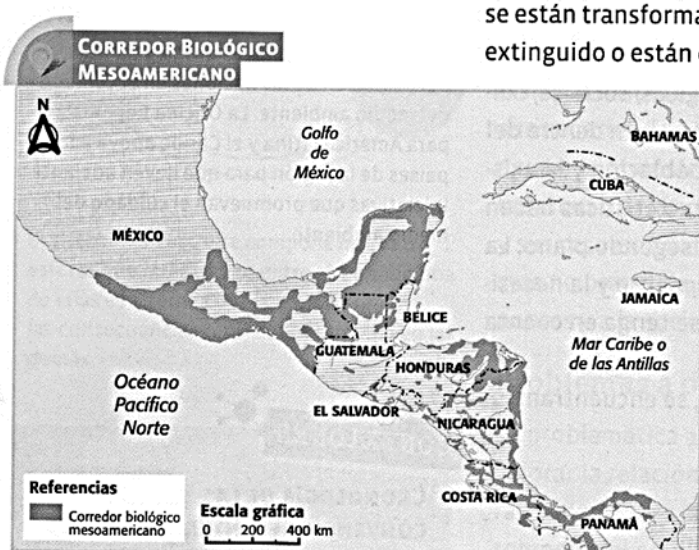 se están transforma
extinguido o están
CORREDOR BIOLÓGICO
MESOAMERICANO
N
Golfo
de
México
BAHAMAS
CUBA
MÉXICO
JAMAICA
BELICE
GUATEMALA
HONDURAS
Mar Caribe o
de las Antillas
Océano
Pacífico
Norte
EL SALVADOR
NICARAGUA
COSTA RICA
PANAMÁ
Referencias
Corredor biológico
mesoamericano
Escala gráfica
0 200 400 km